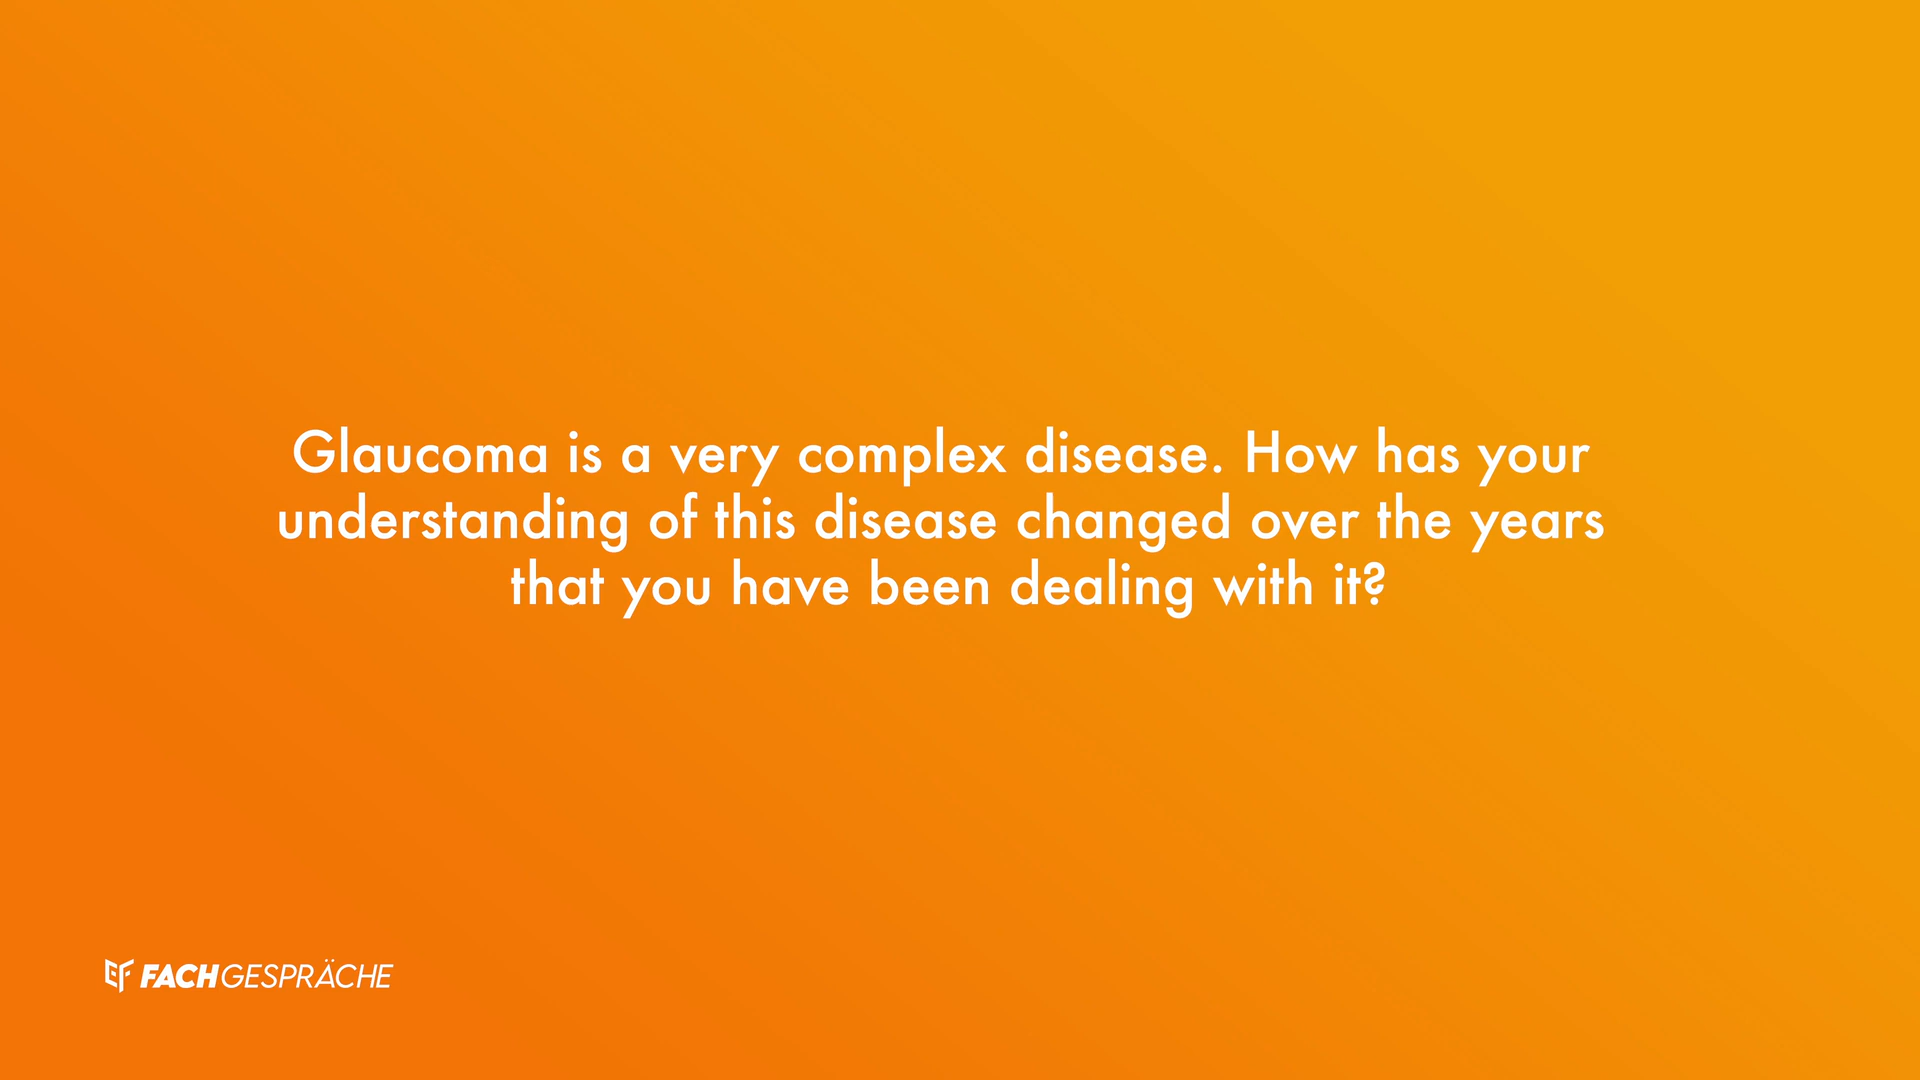 Glaucoma is a very complex disease. How has your
understanding of this disease changed over the years
that you have been dealing with it?
FACHGESPRÄCHE